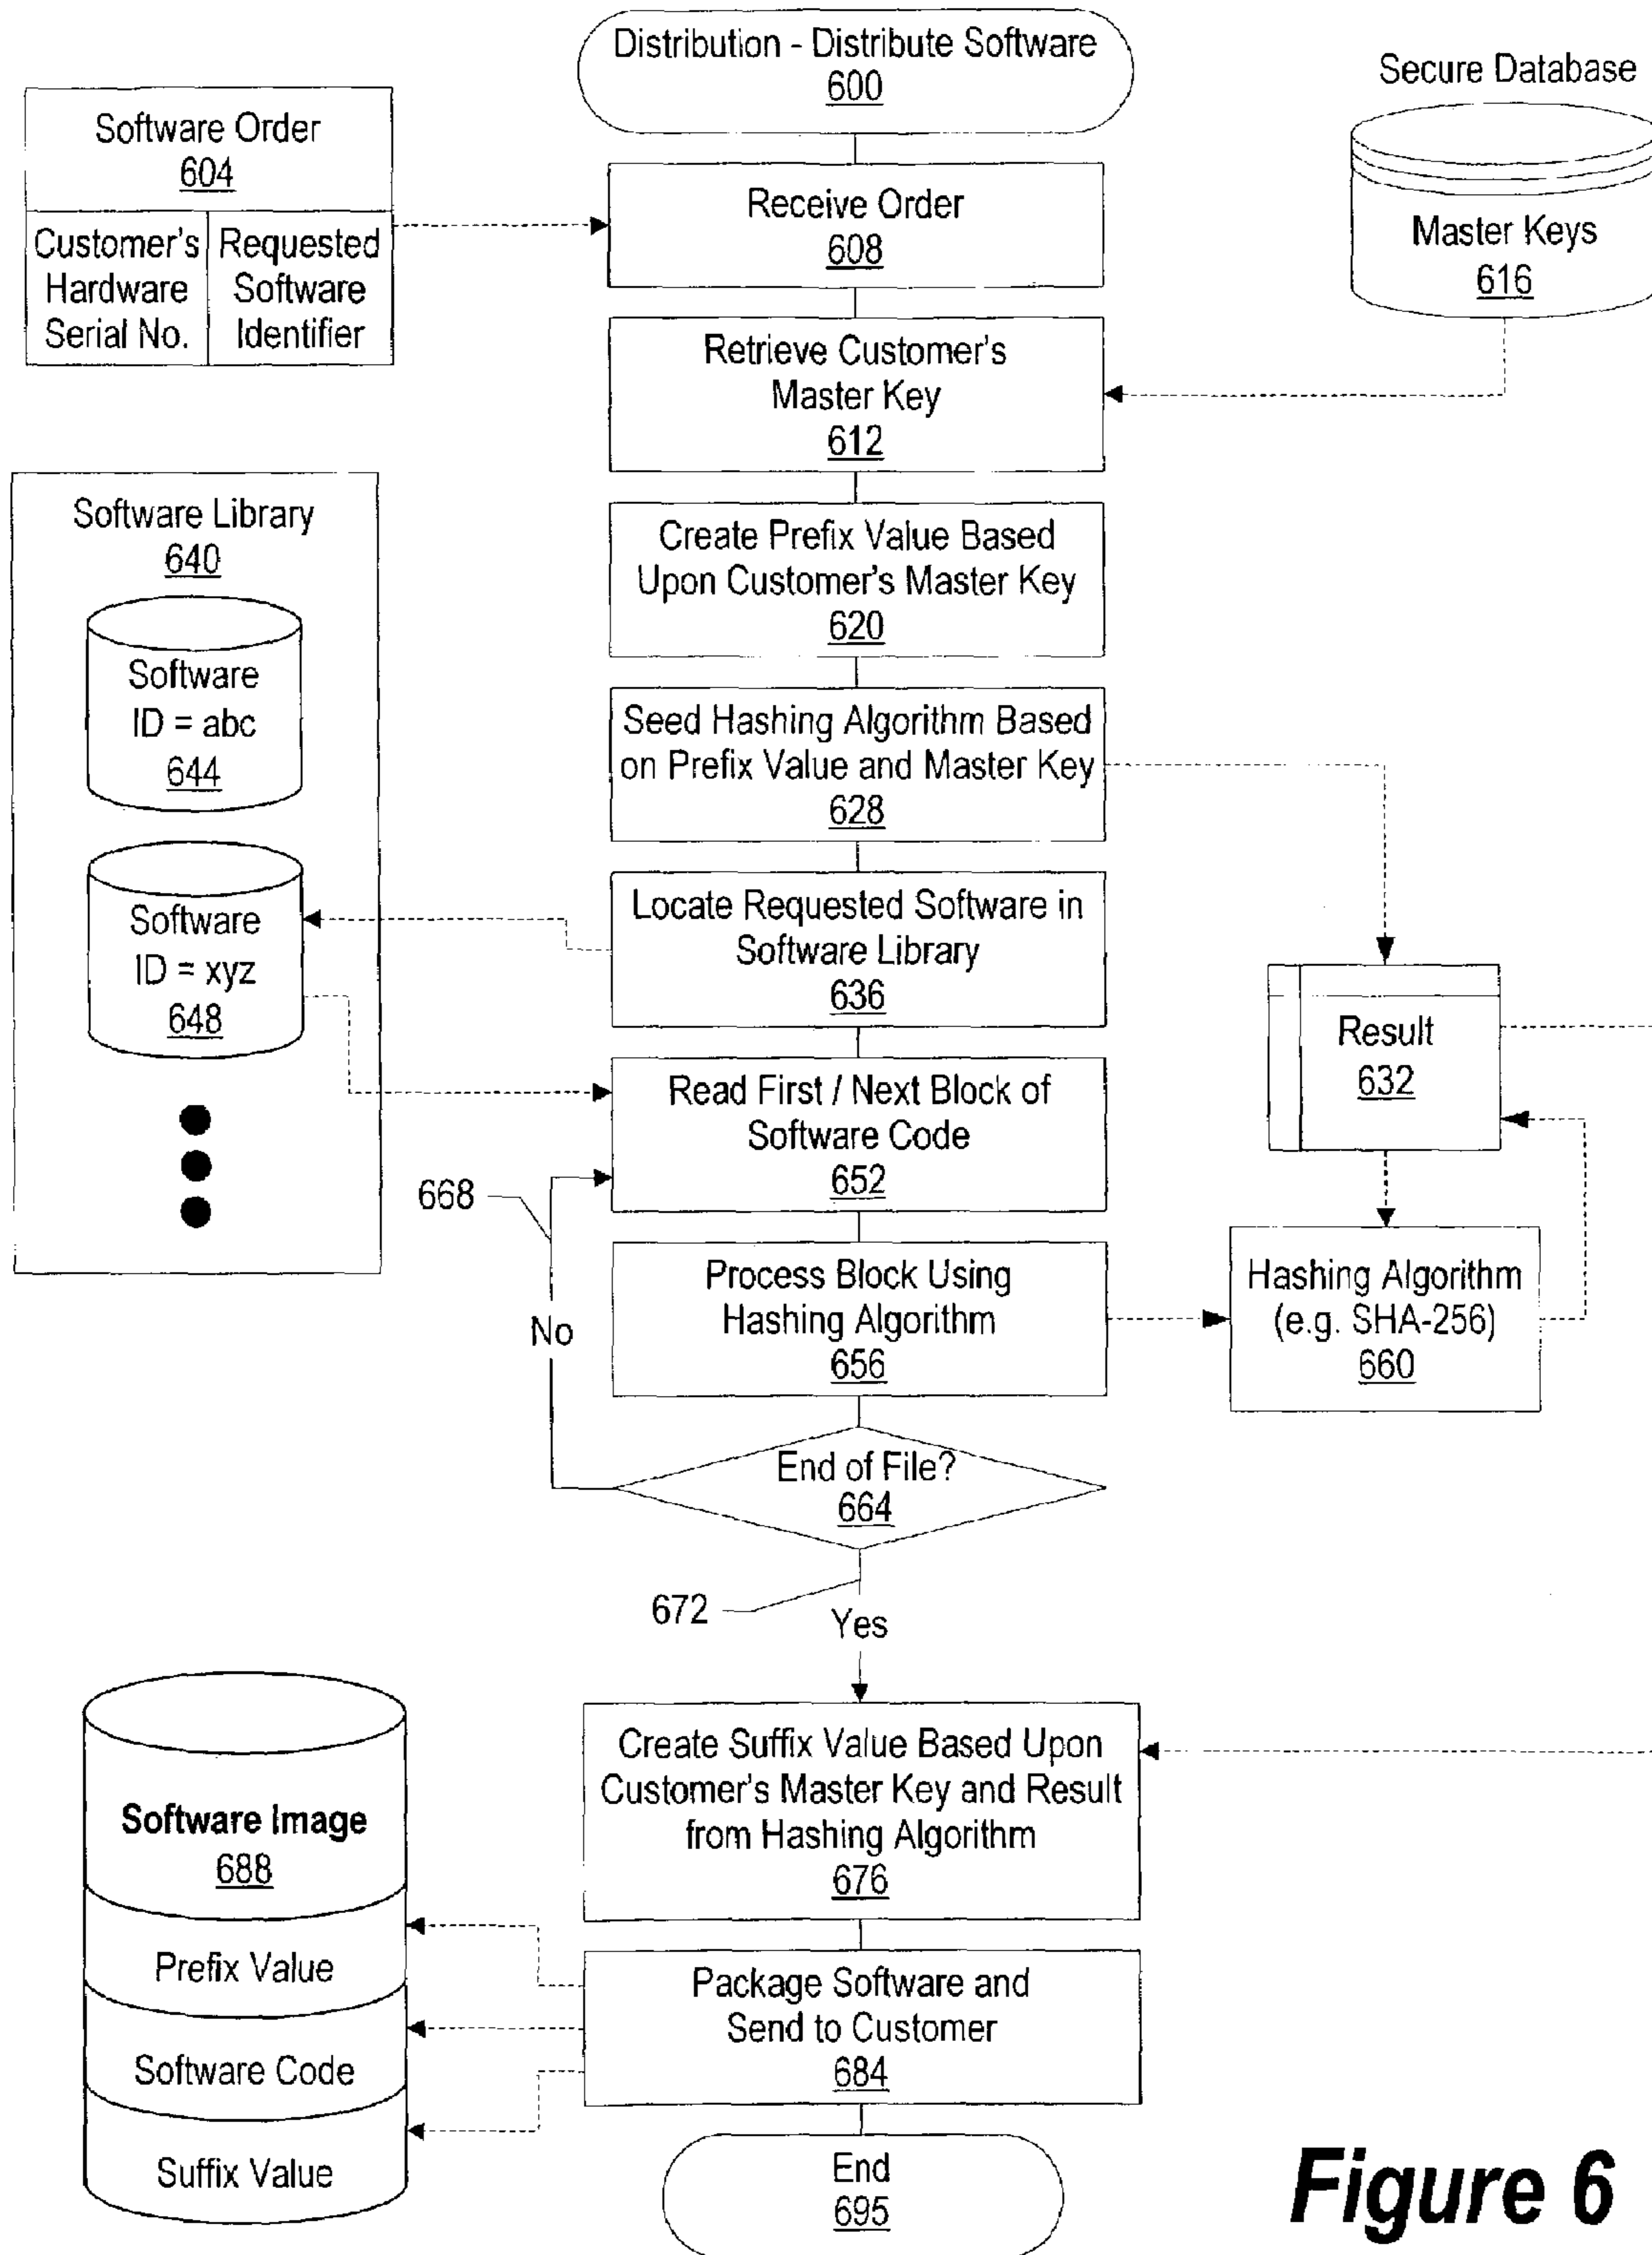 Distribution - Distribute Software
600
Secure Database
Master Keys
616
Software Order
604
Customer's
Hardware
Serial No.
Requested
Software
Identifier
Receive Order
608
Retrieve Customer's
Master Key
612
Create Prefix Value Based
Upon Customer's Master Key
620
Seed Hashing Algorithm Based
on Prefix Value and Master Key
628
Software Library
640
Software
ID = abc
644
Software
ID = xyz
648
Locate Requested Software in
Software Library
636
Result
632
Read First / Next Block of
Software Code
652
668
No
Process Block Using
Hashing Algorithm
656
Hashing Algorithm
(e.g. SHA-256)
660
End of File?
664
672
Yes
Create Suffix Value Based Upon
Customer's Master Key and Result
from Hashing Algorithm
676
Software Image
688
Prefix Value
Software Code
Suffix Value
Package Software and
Send to Customer
684
End
695
Figure 6